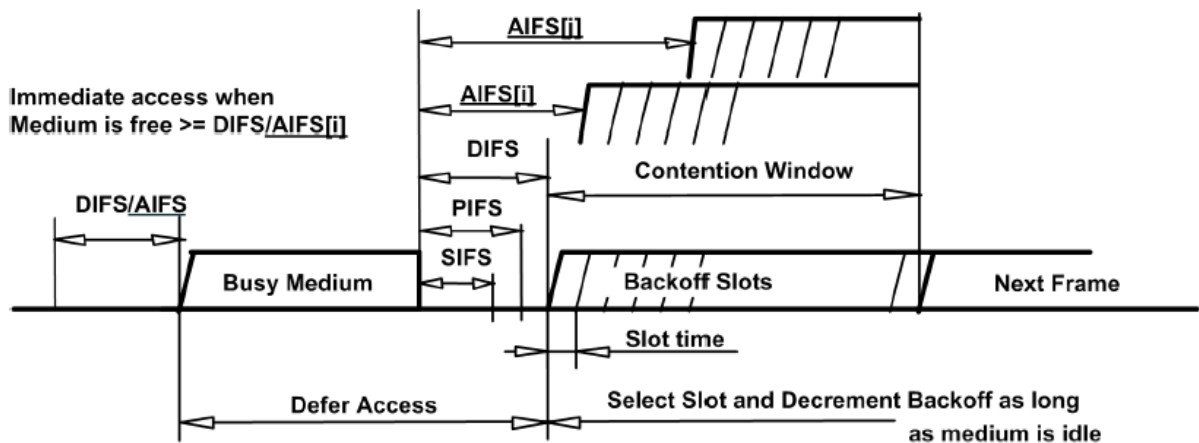 AIFS[j]
Immediate access when
Medium is free >= DIFS/AIFS[i]
AIFS[i]
DIFS
Contention Window
DIFS/AIFS
PIFS
SIFS
Busy Medium
Backoff Slots
Next Frame
Slot time
Defer Access
Select Slot and Decrement Backoff as long
as medium is idle